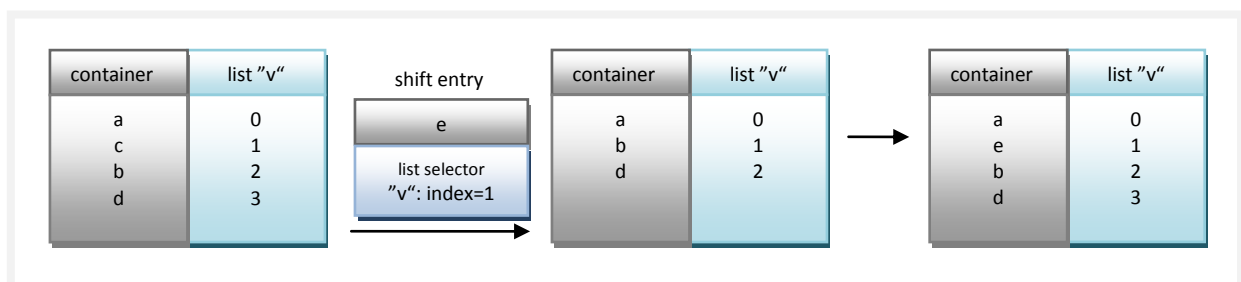 container list ”v“
a 0
c 1
b 2
d 3
shift entry
e
list selector
”v“: index=1
container list ”v“
a 0
b 1
d 2
container list ”v“
a 0
e 1
b 2
d 3